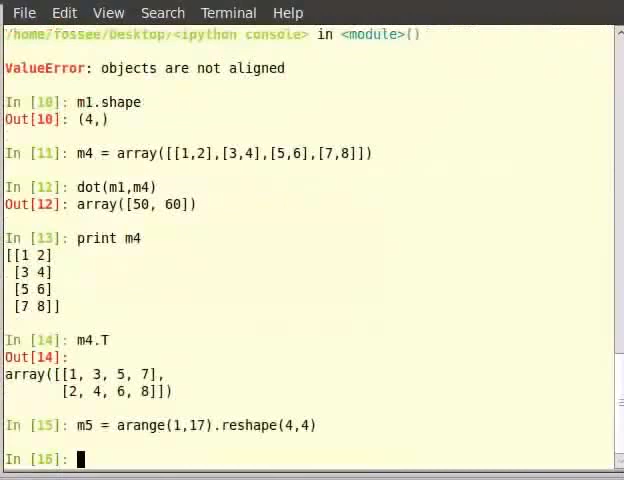 File Edit View Search Terminal Help
/home/fossee/Desktop/<ipython console> in <module>()
ValueError: objects are not aligned
In [10]: m1.shape
Out[10]: (4,)
In [11]: m4 = array([[1,2],[3,4],[5,6],[7,8]])
In [12]: dot(m1,m4)
Out[12]: array([50, 60])
In [13]: print m4
[[1 2]
 [3 4]
 [5 6]
 [7 8]]
In [14]: m4.T
Out[14]:
array([[1, 3, 5, 7],
       [2, 4, 6, 8]])
In [15]: m5 = arange(1,17).reshape(4,4)
In [16]: